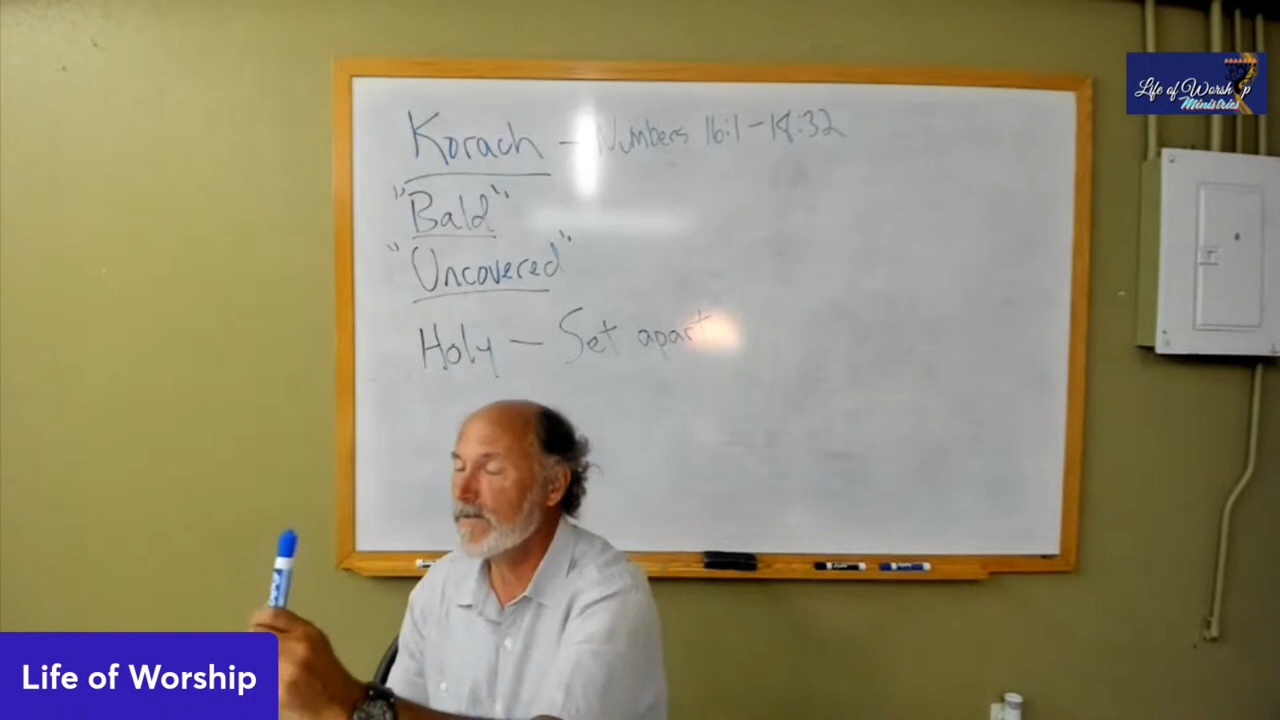 Life of Worship
Ministries
Korach - Numbers 16:1-18:32
"Bald"
"Uncovered"
Holy - Set apart
Life of Worship